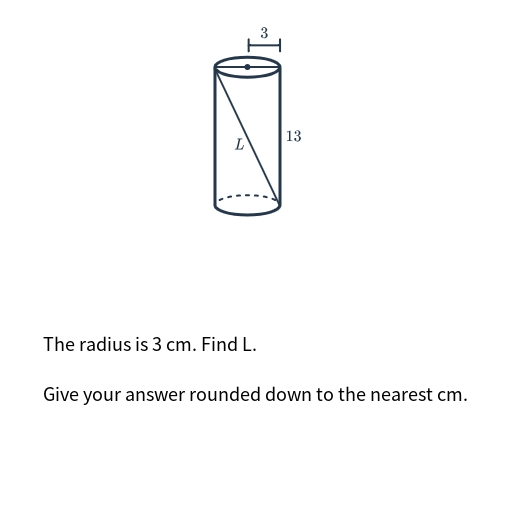 3
L
13
The radius is 3 cm. Find L.
Give your answer rounded down to the nearest cm.